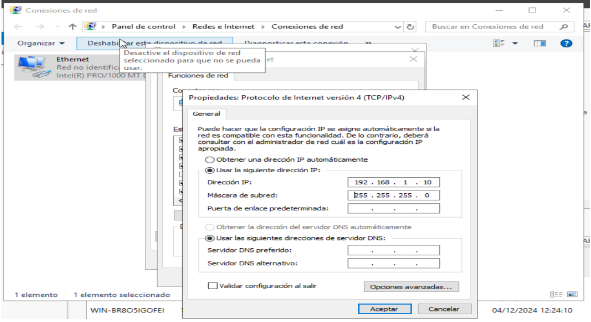 Conexiones de red
Panel de control > Redes e Internet > Conexiones de red
Buscar en Conexiones de red
Organizar
Deshabilitar este dispositivo de red
Diagnosticar esta conexión
»
Desactive el dispositivo de red
seleccionado para que no se pueda
usar.
Ethernet
Red no identific
Intel(R) PRO/1000 MT D
Funciones de red
Propiedades: Protocolo de Internet versión 4 (TCP/IPv4)
General
Puede hacer que la configuración IP se asigne automáticamente si la
red es compatible con esta funcionalidad. De lo contrario, deberá
consultar con el administrador de red cuál es la configuración IP
apropiada.
Obtener una dirección IP automáticamente
Usar la siguiente dirección IP:
Dirección IP: 192 . 168 . 1 . 10
Máscara de subred: 255 . 255 . 255 . 0
Puerta de enlace predeterminada: . . .
Obtener la dirección del servidor DNS automáticamente
Usar las siguientes direcciones de servidor DNS:
Servidor DNS preferido: . . .
Servidor DNS alternativo: . . .
Validar configuración al salir
Opciones avanzadas...
Aceptar
Cancelar
1 elemento
1 elemento seleccionado
WIN-BR8O5IGOFEI
04/12/2024 12:24:10